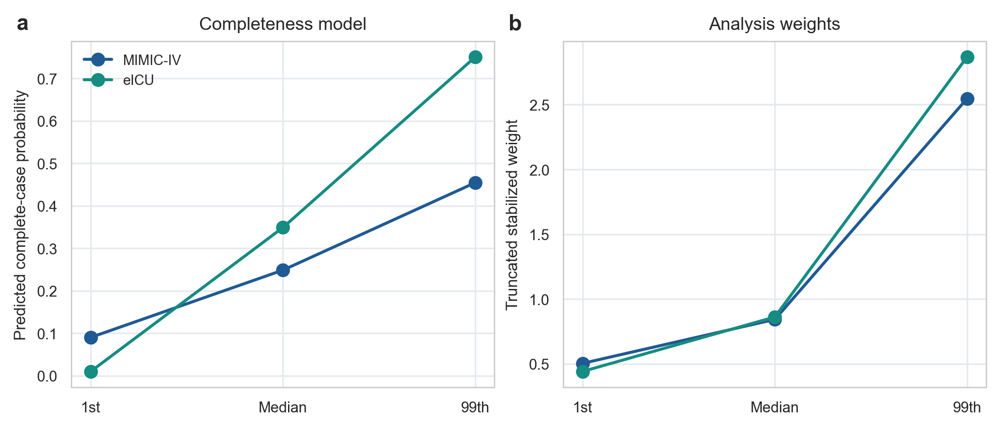 a
Completeness model
MIMIC-IV
eICU
Predicted complete-case probability
0.7
0.6
0.5
0.4
0.3
0.2
0.1
0.0
1st
Median
99th
b
Analysis weights
Truncated stabilized weight
2.5
2.0
1.5
1.0
0.5
1st
Median
99th